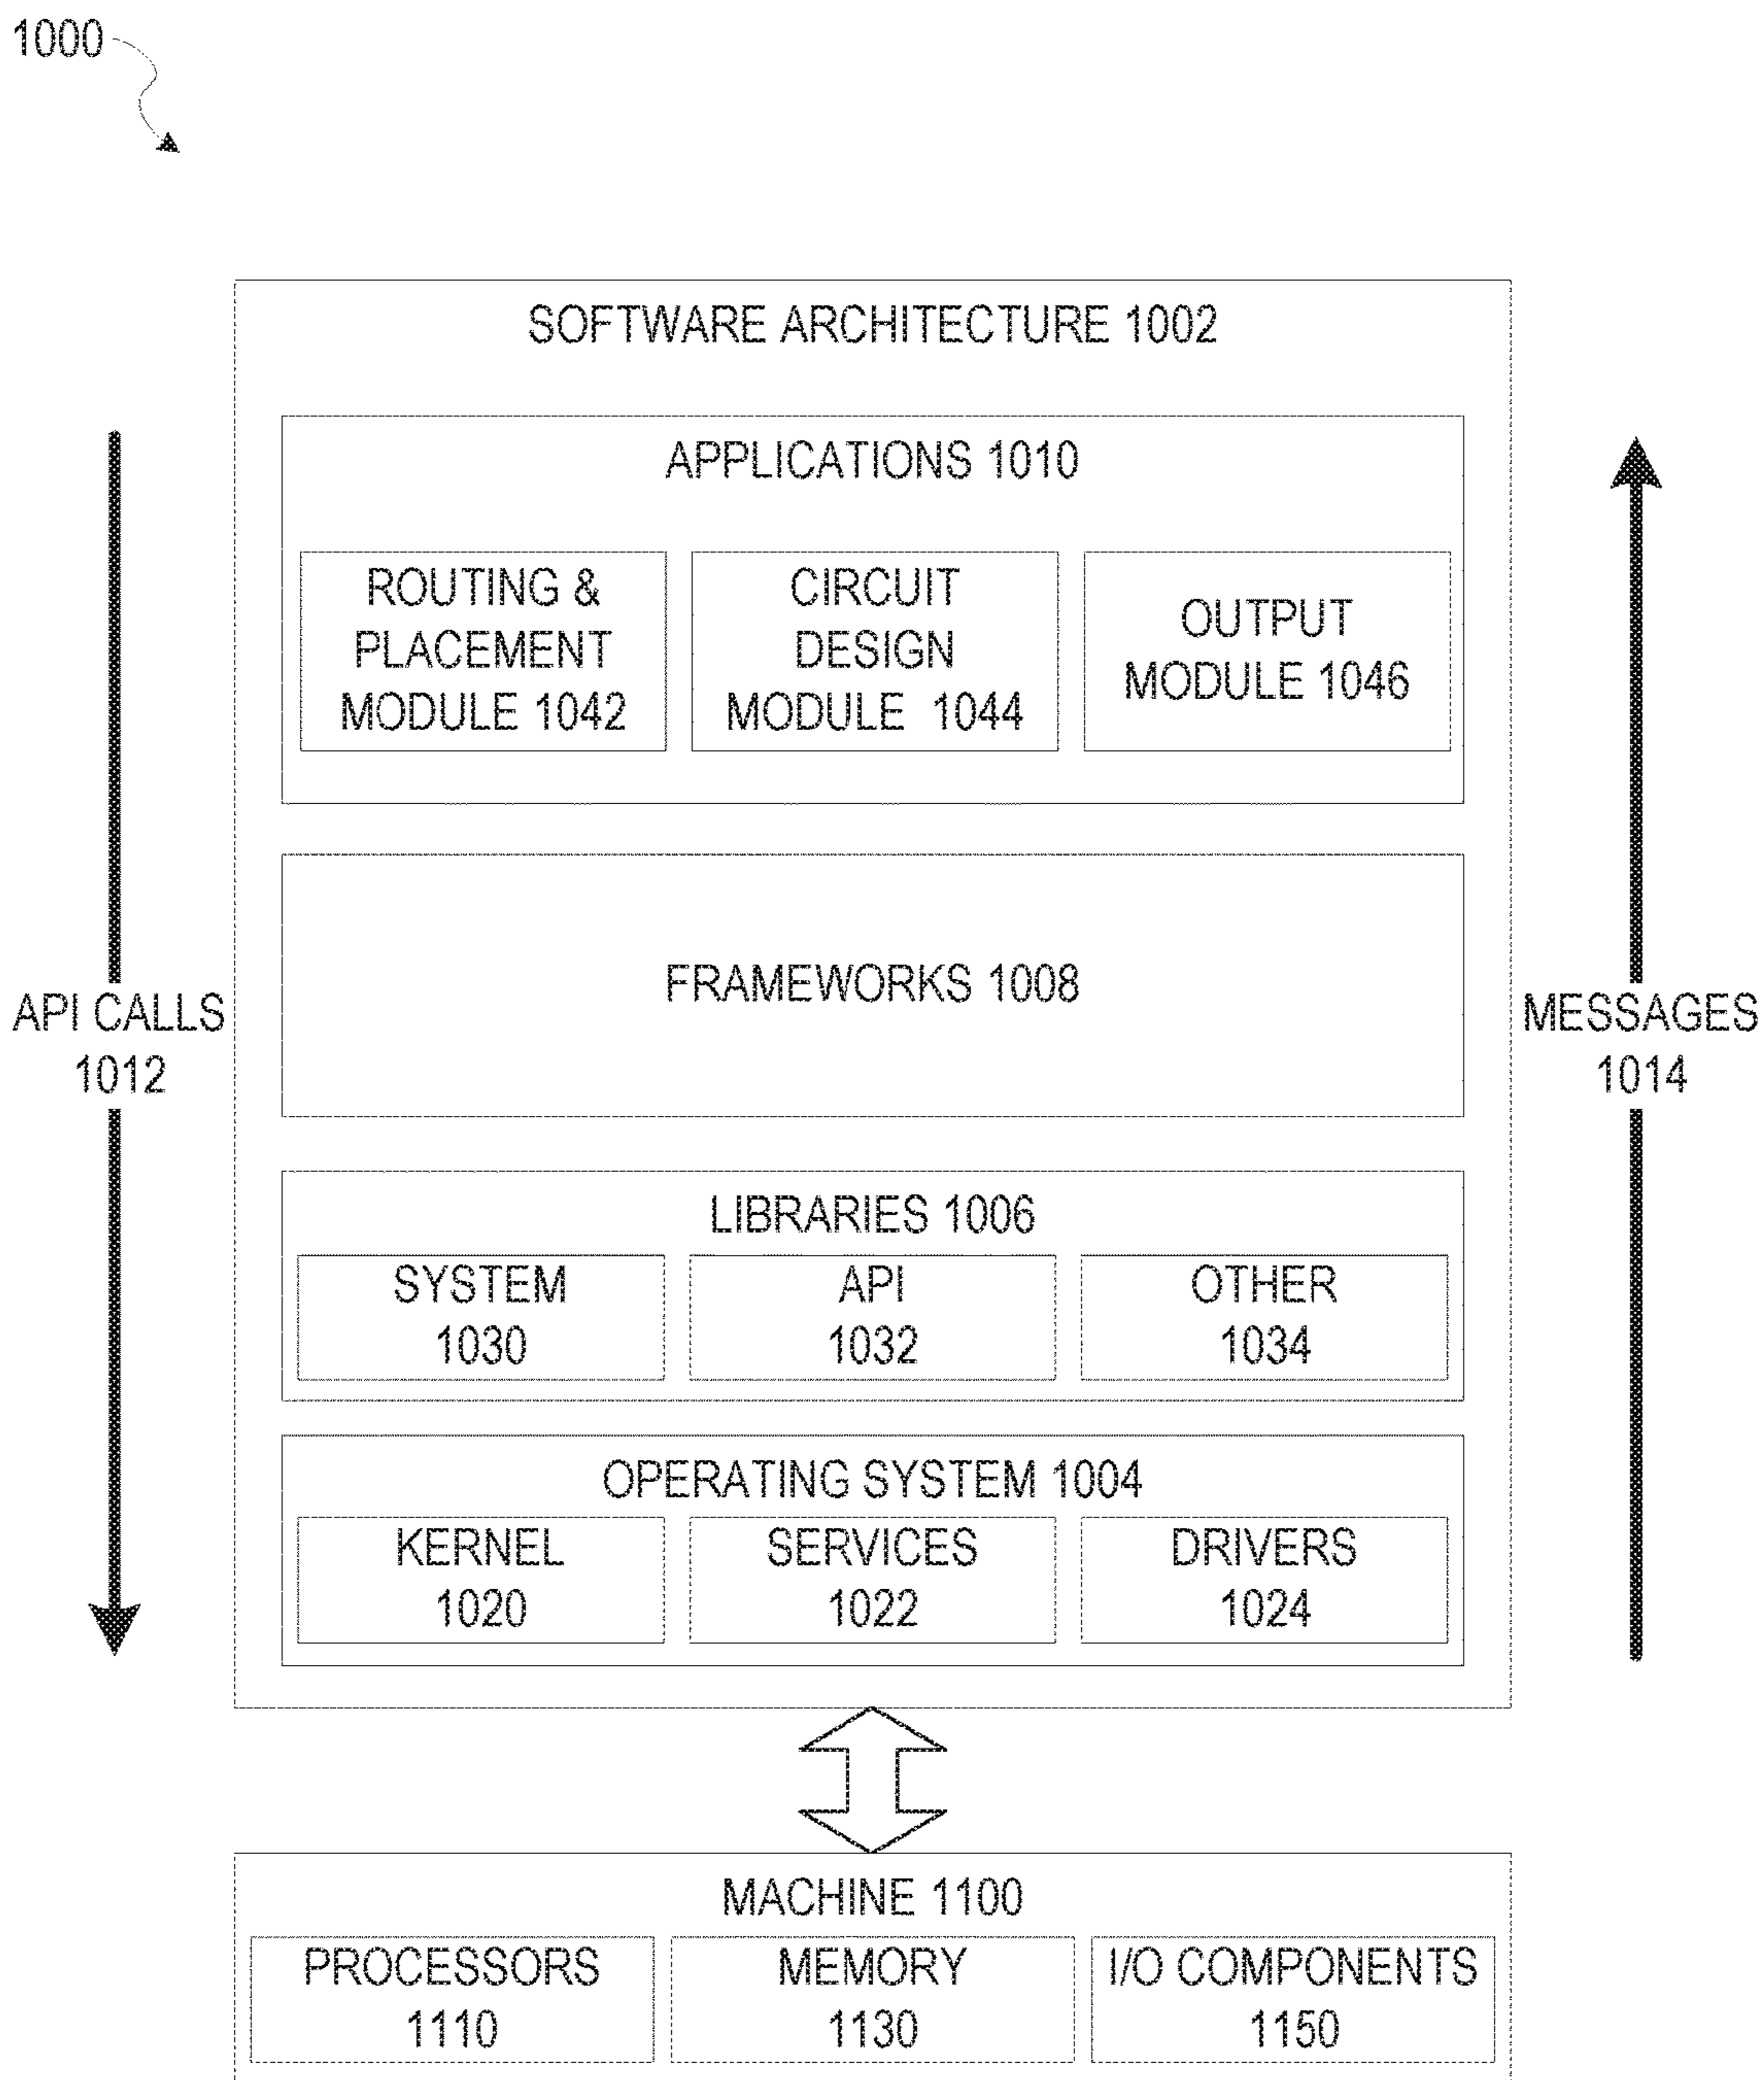 1000
SOFTWARE ARCHITECTURE 1002
APPLICATIONS 1010
ROUTING &
PLACEMENT
MODULE 1042
CIRCUIT
DESIGN
MODULE 1044
OUTPUT
MODULE 1046
FRAMEWORKS 1008
API CALLS
1012
MESSAGES
1014
LIBRARIES 1006
SYSTEM
1030
API
1032
OTHER
1034
OPERATING SYSTEM 1004
KERNEL
1020
SERVICES
1022
DRIVERS
1024
MACHINE 1100
PROCESSORS
1110
MEMORY
1130
I/O COMPONENTS
1150